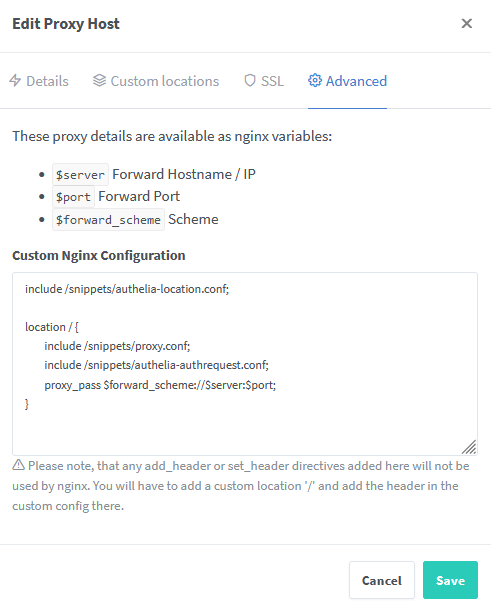 Edit Proxy Host
Details
Custom locations
SSL
Advanced
These proxy details are available as nginx variables:
$server Forward Hostname / IP
$port Forward Port
$forward_scheme Scheme
Custom Nginx Configuration
include /snippets/authelia-location.conf;
location / {
include /snippets/proxy.conf;
include /snippets/authelia-authrequest.conf;
proxy_pass $forward_scheme://$server:$port;
}
Please note, that any add_header or set_header directives added here will not be
used by nginx. You will have to add a custom location '/' and add the header in the
custom config there.
Cancel
Save